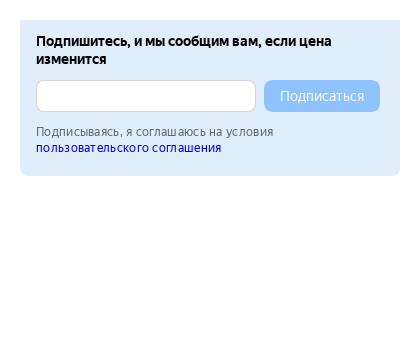 Подпишитесь, и мы сообщим вам, если цена
изменится
Подписаться
Подписываясь, я соглашаюсь на условия
пользовательского соглашения